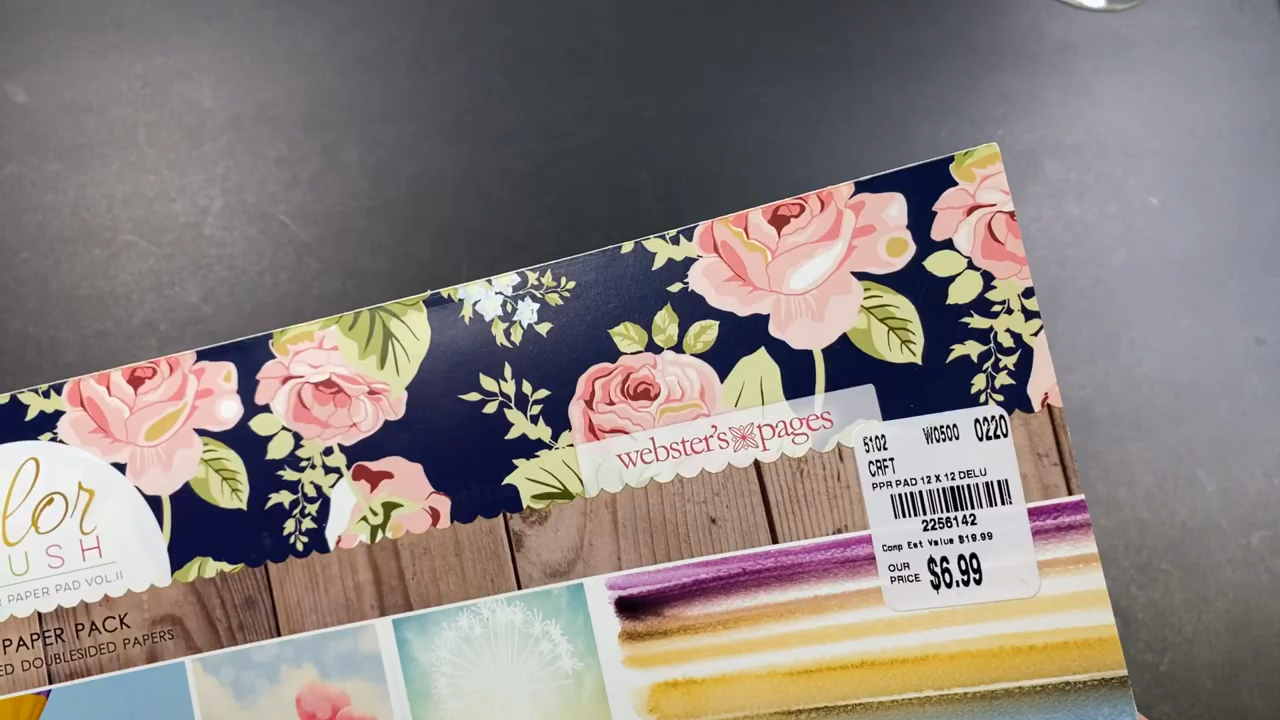 webster's pages
5102 W0500 0220
CRFT
PPR PAD 12 X 12 DELU
2256142
Comp Est Value $19.99
OUR PRICE $6.99
lor
USH
PAPER PAD VOL.II
PAPER PACK
ED DOUBLESIDED PAPERS